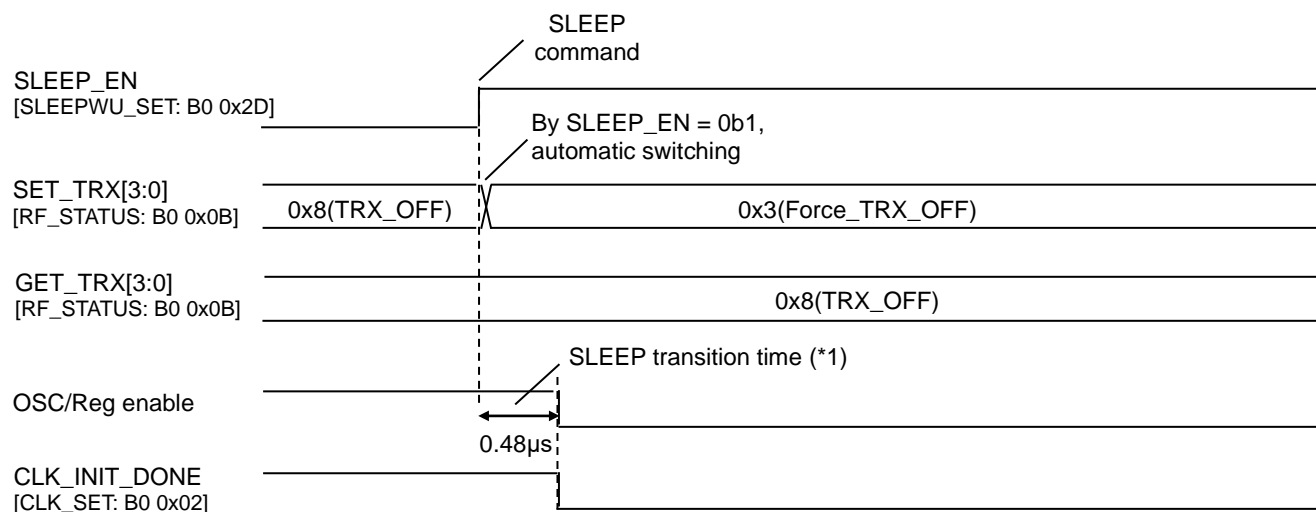 SLEEP
command
SLEEP_EN
[SLEEPWU_SET: B0 0x2D]
By SLEEP_EN = 0b1,
automatic switching
SET_TRX[3:0]
[RF_STATUS: B0 0x0B]
0x8(TRX_OFF)
0x3(Force_TRX_OFF)
GET_TRX[3:0]
[RF_STATUS: B0 0x0B]
0x8(TRX_OFF)
SLEEP transition time (*1)
OSC/Reg enable
0.48μs
CLK_INIT_DONE
[CLK_SET: B0 0x02]